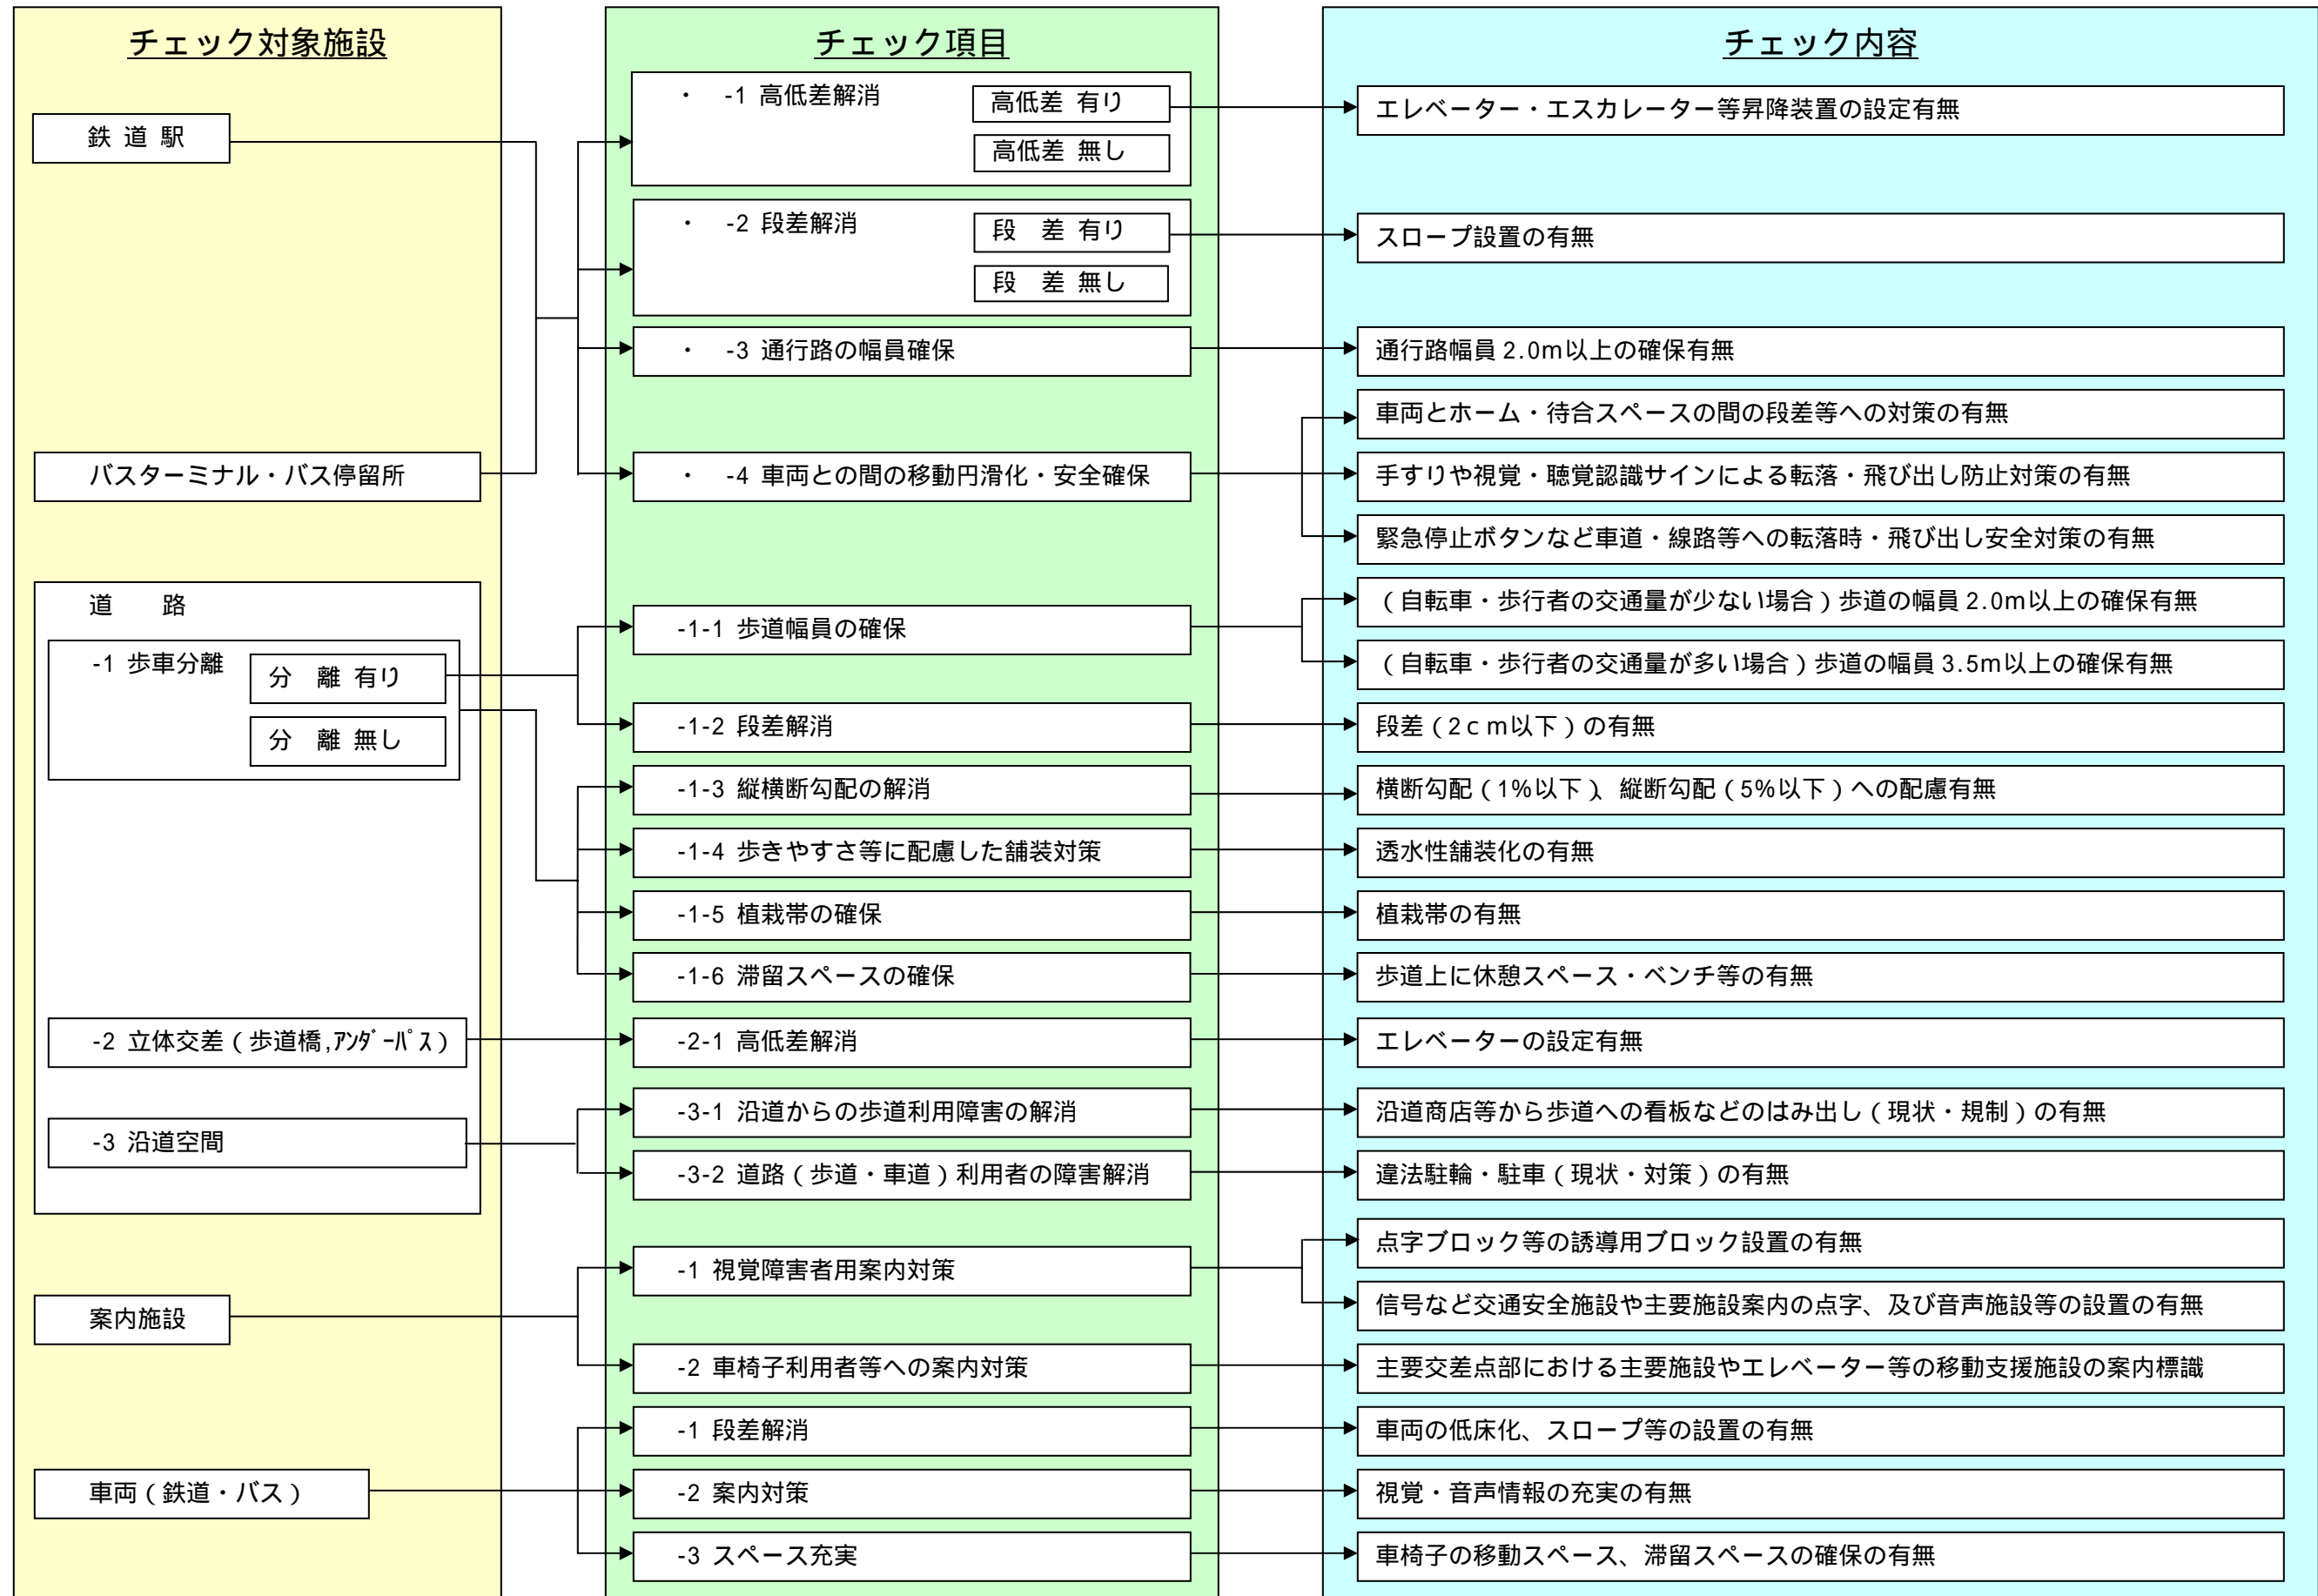 チェック対象施設
鉄 道 駅
バスターミナル・バス停留所
道　　路
-1 歩車分離
分　離 有り
分　離 無し
-2 立体交差（歩道橋,ｱﾝﾀﾞｰﾊﾟｽ）
-3 沿道空間
案内施設
車両（鉄道・バス）
チェック項目
・　-1 高低差解消
高低差 有り
高低差 無し
・　-2 段差解消
段　差 有り
段　差 無し
・　-3 通行路の幅員確保
・　-4 車両との間の移動円滑化・安全確保
-1-1 歩道幅員の確保
-1-2 段差解消
-1-3 縦横断勾配の解消
-1-4 歩きやすさ等に配慮した舗装対策
-1-5 植栽帯の確保
-1-6 滞留スペースの確保
-2-1 高低差解消
-3-1 沿道からの歩道利用障害の解消
-3-2 道路（歩道・車道）利用者の障害解消
-1 視覚障害者用案内対策
-2 車椅子利用者等への案内対策
-1 段差解消
-2 案内対策
-3 スペース充実
チェック内容
エレベーター・エスカレーター等昇降装置の設定有無
スロープ設置の有無
通行路幅員 2.0m以上の確保有無
車両とホーム・待合スペースの間の段差等への対策の有無
手すりや視覚・聴覚認識サインによる転落・飛び出し防止対策の有無
緊急停止ボタンなど車道・線路等への転落時・飛び出し安全対策の有無
（自転車・歩行者の交通量が少ない場合）歩道の幅員 2.0m以上の確保有無
（自転車・歩行者の交通量が多い場合）歩道の幅員 3.5m以上の確保有無
段差（2ｃｍ以下）の有無
横断勾配（1%以下）、縦断勾配（5%以下）への配慮有無
透水性舗装化の有無
植栽帯の有無
歩道上に休憩スペース・ベンチ等の有無
エレベーターの設定有無
沿道商店等から歩道への看板などのはみ出し（現状・規制）の有無
違法駐輪・駐車（現状・対策）の有無
点字ブロック等の誘導用ブロック設置の有無
信号など交通安全施設や主要施設案内の点字、及び音声施設等の設置の有無
主要交差点部における主要施設やエレベーター等の移動支援施設の案内標識
車両の低床化、スロープ等の設置の有無
視覚・音声情報の充実の有無
車椅子の移動スペース、滞留スペースの確保の有無